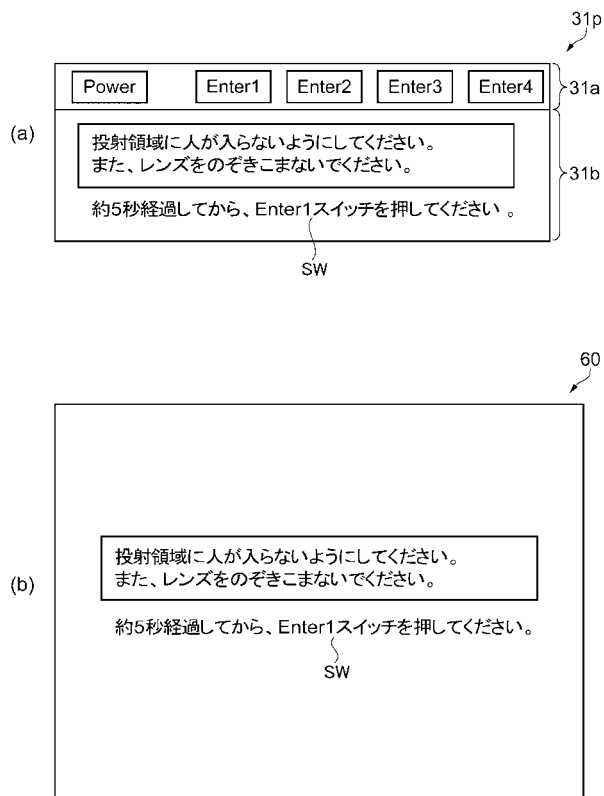 31p
Power Enter1 Enter2 Enter3 Enter4
31a
(a)
投射領域に人が入らないようにしてください。
また、レンズをのぞきこまないでください。
31b
約5秒経過してから、Enter1スイッチを押してください 。
SW
60
(b)
投射領域に人が入らないようにしてください。
また、レンズをのぞきこまないでください。
約5秒経過してから、Enter1スイッチを押してください。
SW